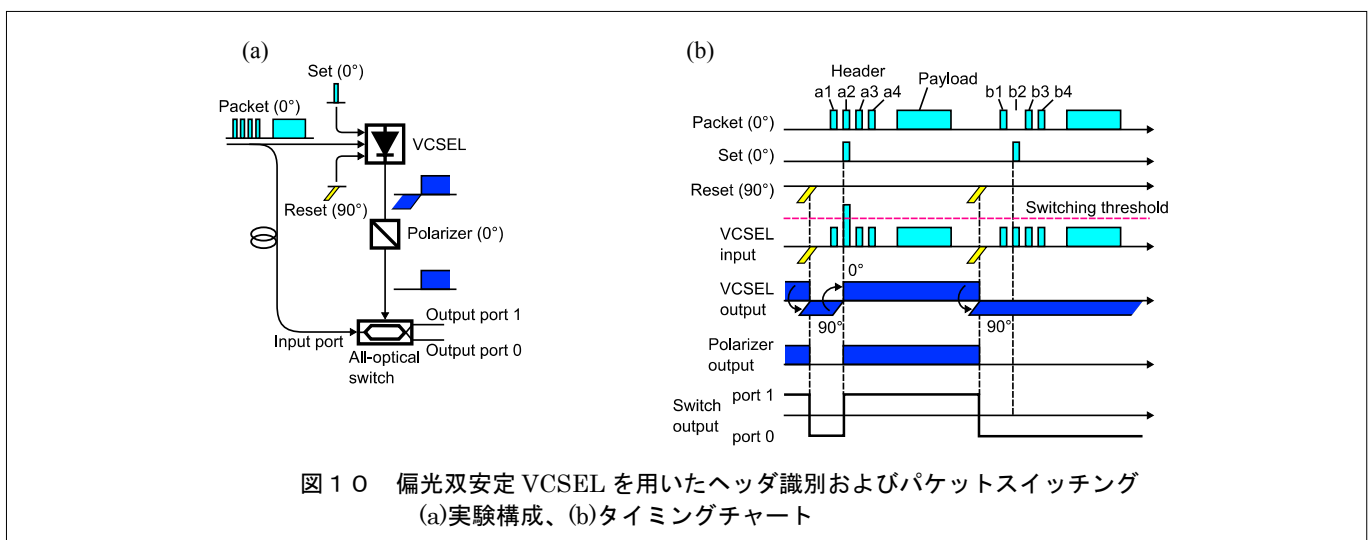 (a)
Set (0°)
Packet (0°)
VCSEL
Reset (90°)
Polarizer (0°)
Output port 1
Input port
Output port 0
All-optical
switch
(b)
Header
Payload
a1 a2 a3 a4
b1 b2 b3 b4
Packet (0°)
Set (0°)
Reset (90°)
Switching threshold
VCSEL
input
0°
VCSEL
output
90°
90°
Polarizer
output
port 1
Switch
output
port 0
図10 偏光双安定 VCSEL を用いたヘッダ識別およびパケットスイッチング
(a)実験構成、(b)タイミングチャート